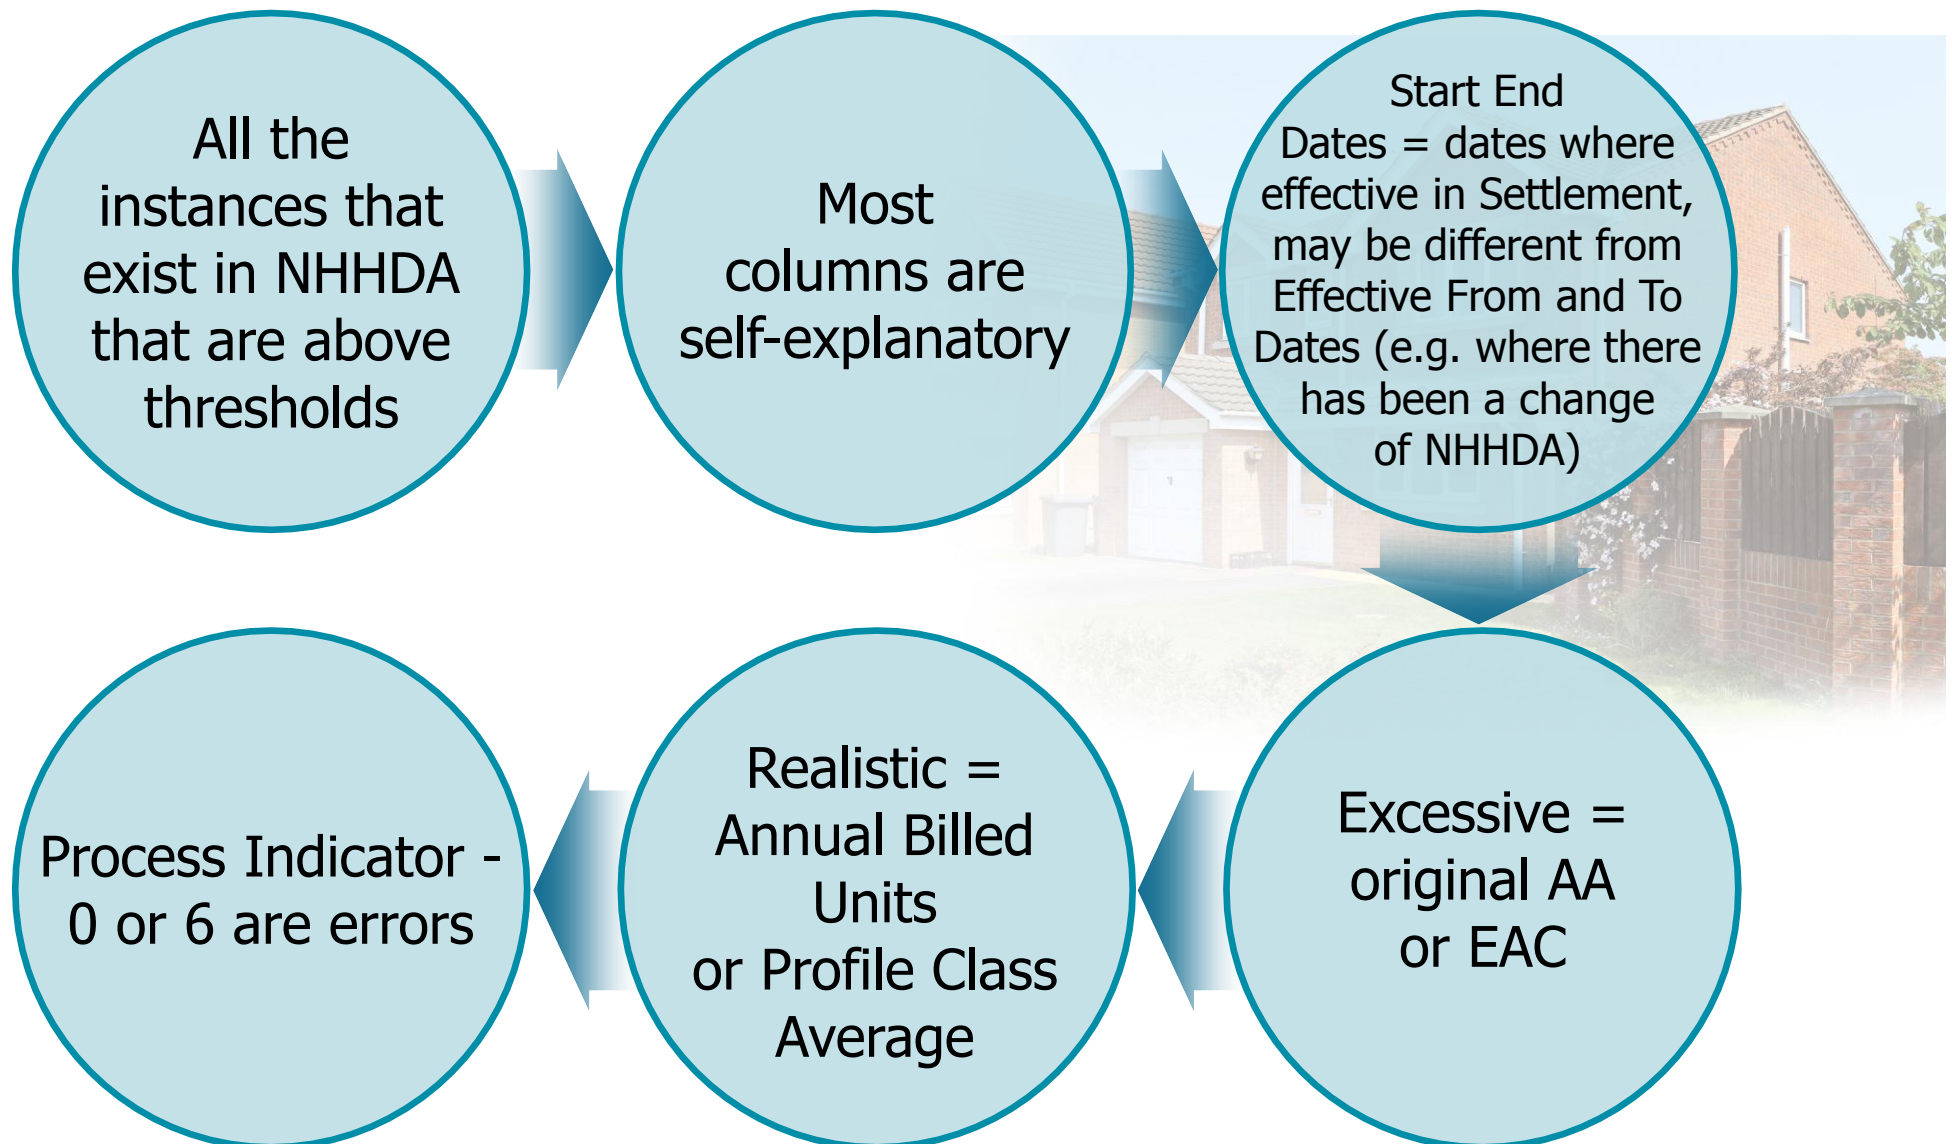 All the
instances that
exist in NHHDA
that are above
thresholds
Most
columns are
self-explanatory
Start End
Dates = dates where
effective in Settlement,
may be different from
Effective From and To
Dates (e.g. where there
has been a change
of NHHDA)
Excessive =
original AA
or EAC
Realistic =
Annual Billed
Units
or Profile Class
Average
Process Indicator -
0 or 6 are errors